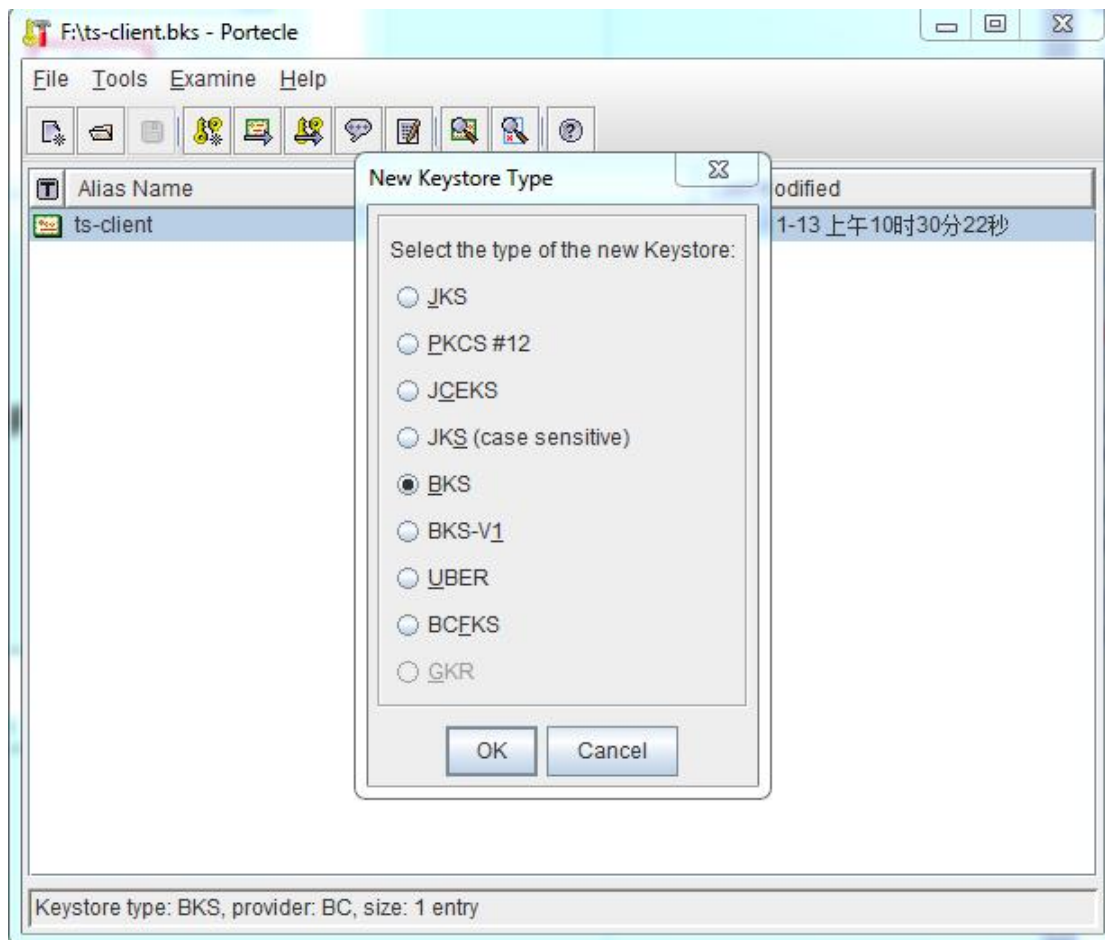 F:\ts-client.bks - Portecle
File Tools Examine Help
T Alias Name
odified
ts-client
1-13 上午10时30分22秒
New Keystore Type
Select the type of the new Keystore:
JKS
PKCS #12
JCEKS
JKS (case sensitive)
BKS
BKS-V1
UBER
BCFKS
GKR
OK Cancel
Keystore type: BKS, provider: BC, size: 1 entry